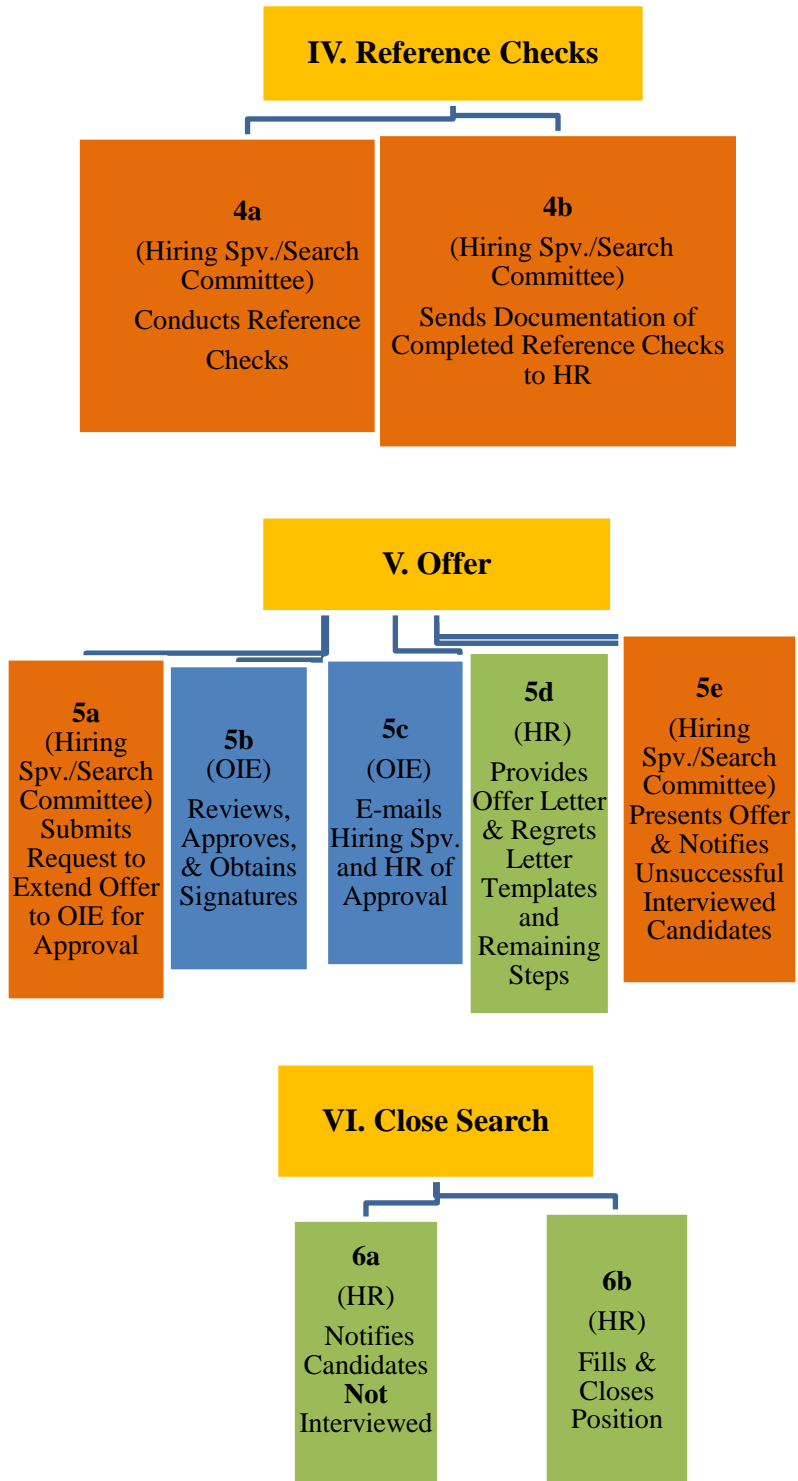 IV. Reference Checks
4a
(Hiring Spv./Search
Committee)
Conducts Reference
Checks
4b
(Hiring Spv./Search
Committee)
Sends Documentation of
Completed Reference Checks
to HR
V. Offer
5a
(Hiring
Spv./Search
Committee)
Submits
Request to
Extend Offer
to OIE for
Approval
5b
(OIE)
Reviews,
Approves,
& Obtains
Signatures
5c
(OIE)
E-mails
Hiring Spv.
and HR of
Approval
5d
(HR)
Provides
Offer Letter
& Regrets
Letter
Templates
and
Remaining
Steps
5e
(Hiring
Spv./Search
Committee)
Presents Offer
& Notifies
Unsuccessful
Interviewed
Candidates
VI. Close Search
6a
(HR)
Notifies
Candidates
Not
Interviewed
6b
(HR)
Fills &
Closes
Position